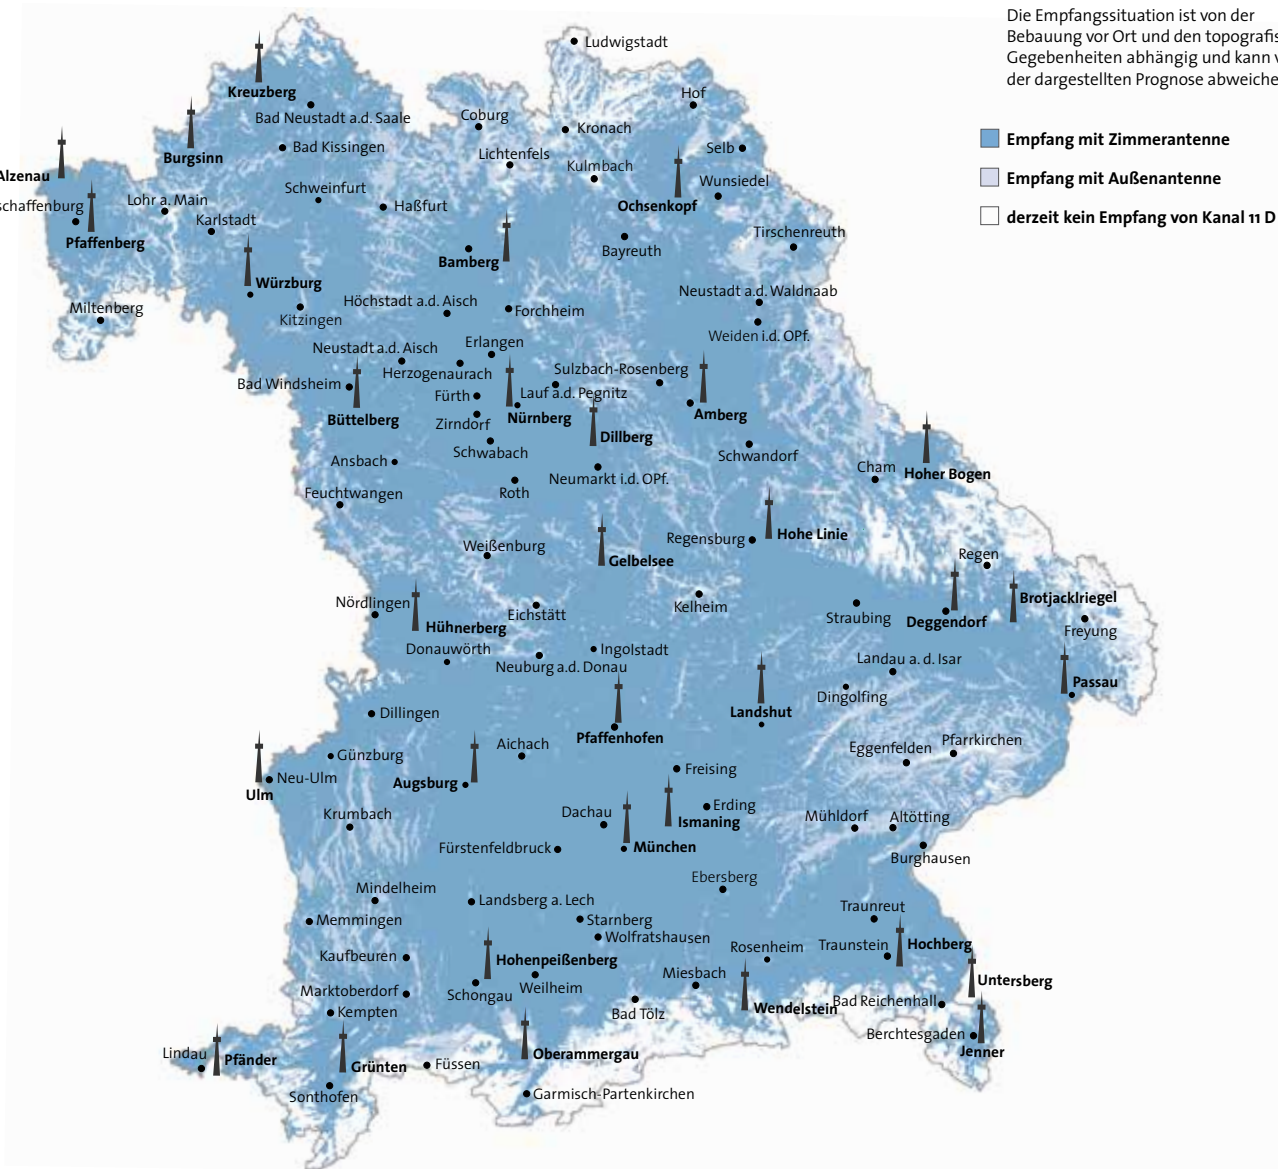 Die Empfangssituation ist von der
Bebauung vor Ort und den
Gegebenheiten abhängig und kann
der dargestellten Prognose
Empfang mit Zimmerantenne
Empfang mit Außenantenne
derzeit kein Empfang von Kanal 11 D
Ludwigstadt
Kreuzberg
Bad Neustadt a.d. Saale
Hof
Coburg
Kronach
Burgsinn
Bad Kissingen
Lichtenfels
Selb
Kulmbach
Alzenau
Schweinfurt
Wunsiedel
Lohr a. Main
Haßfurt
Ochsenkopf
Karlstadt
Pfaffenberg
Tirschenreuth
Bamberg
Bayreuth
Würzburg
Neustadt a.d. Waldnaab
Höchstadt a.d. Aisch
Miltenberg
Forchheim
Kitzingen
Weiden i.d. OPf.
Erlangen
Neustadt a.d. Aisch
Herzogenaurach
Sulzbach-Rosenberg
Bad Windsheim
Lauf a.d. Pegnitz
Fürth
Büttelberg
Nürnberg
Amberg
Zirndorf
Dillberg
Schwabach
Schwandorf
Ansbach
Cham
Hoher Bogen
Neumarkt i.d. OPf.
Feuchtwangen
Roth
Hohe Linie
Regensburg
Weißenburg
Regen
Gelbelsee
Brotjacklriegel
Nördlingen
Kelheim
Eichstätt
Straubing
Deggendorf
Hühnerberg
Freyung
Donauwörth
Ingolstadt
Neuburg a.d. Donau
Landau a. d. Isar
Passau
Dingolfing
Dillingen
Landshut
Pfaffenhofen
Pfarrkirchen
Aichach
Eggenfelden
Günzburg
Freising
Neu-Ulm
Augsburg
Ulm
Erding
Krumbach
Dachau
Ismaning
Mühldorf
Altötting
Fürstenfeldbruck
München
Burghausen
Ebersberg
Mindelheim
Landsberg a. Lech
Traunreut
Memmingen
Starnberg
Wolfratshausen
Traunstein
Hochberg
Rosenheim
Kaufbeuren
Hohenpeißenberg
Miesbach
Untersberg
Marktoberdorf
Schongau
Weilheim
Bad Reichenhall
Wendelstein
Kempten
Bad Tölz
Berchtesgaden
Jenner
Lindau
Pfänder
Oberammergau
Grünten
Füssen
Sonthofen
Garmisch-Partenkirchen